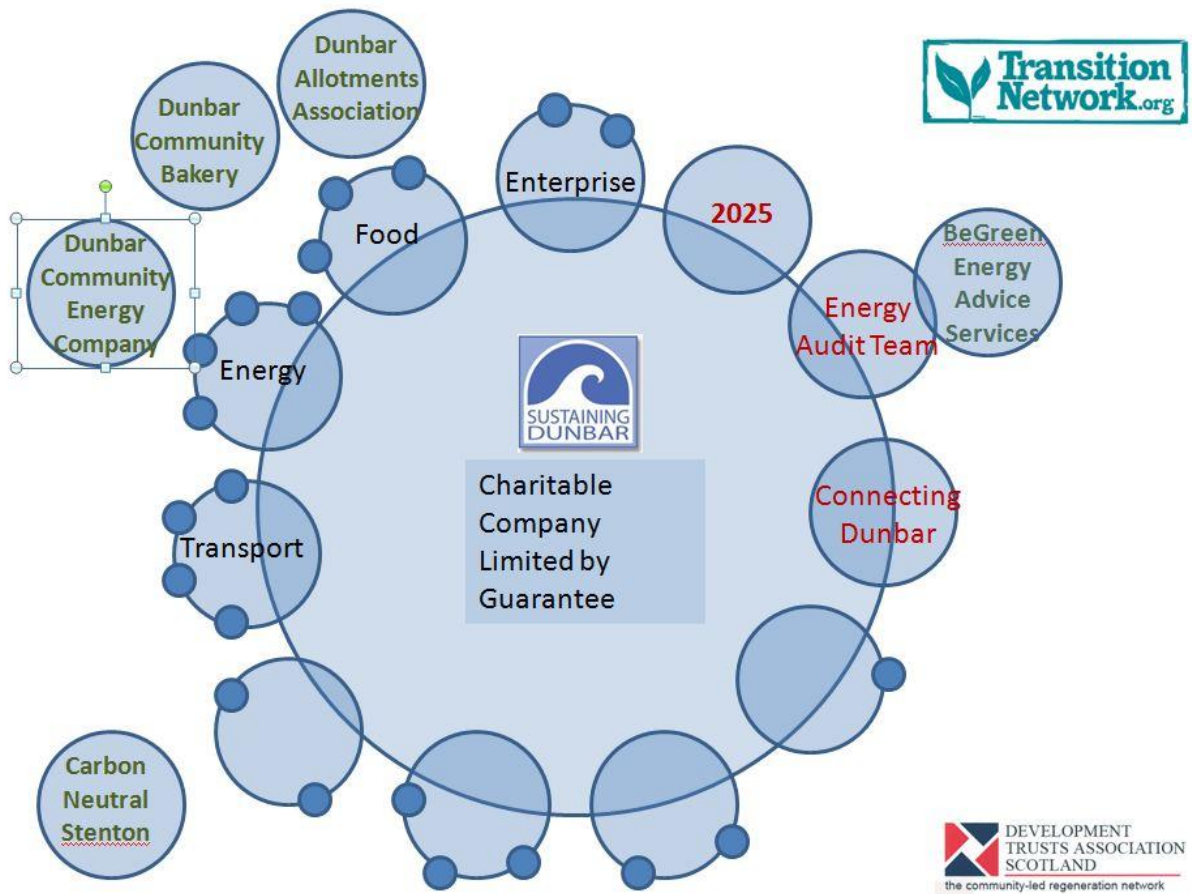 Dunbar
Allotments
Association
Transition
Network.org
Dunbar
Community
Bakery
Enterprise
2025
Food
Dunbar
Community
Energy
Company
BeGreen
Energy
Advice
Services
Energy
Audit Team
Energy
SUSTAINING
DUNBAR
Charitable
Company
Limited by
Guarantee
Connecting
Dunbar
Transport
Carbon
Neutral
Stenton
DEVELOPMENT
TRUSTS ASSOCIATION
SCOTLAND
the community-led regeneration network